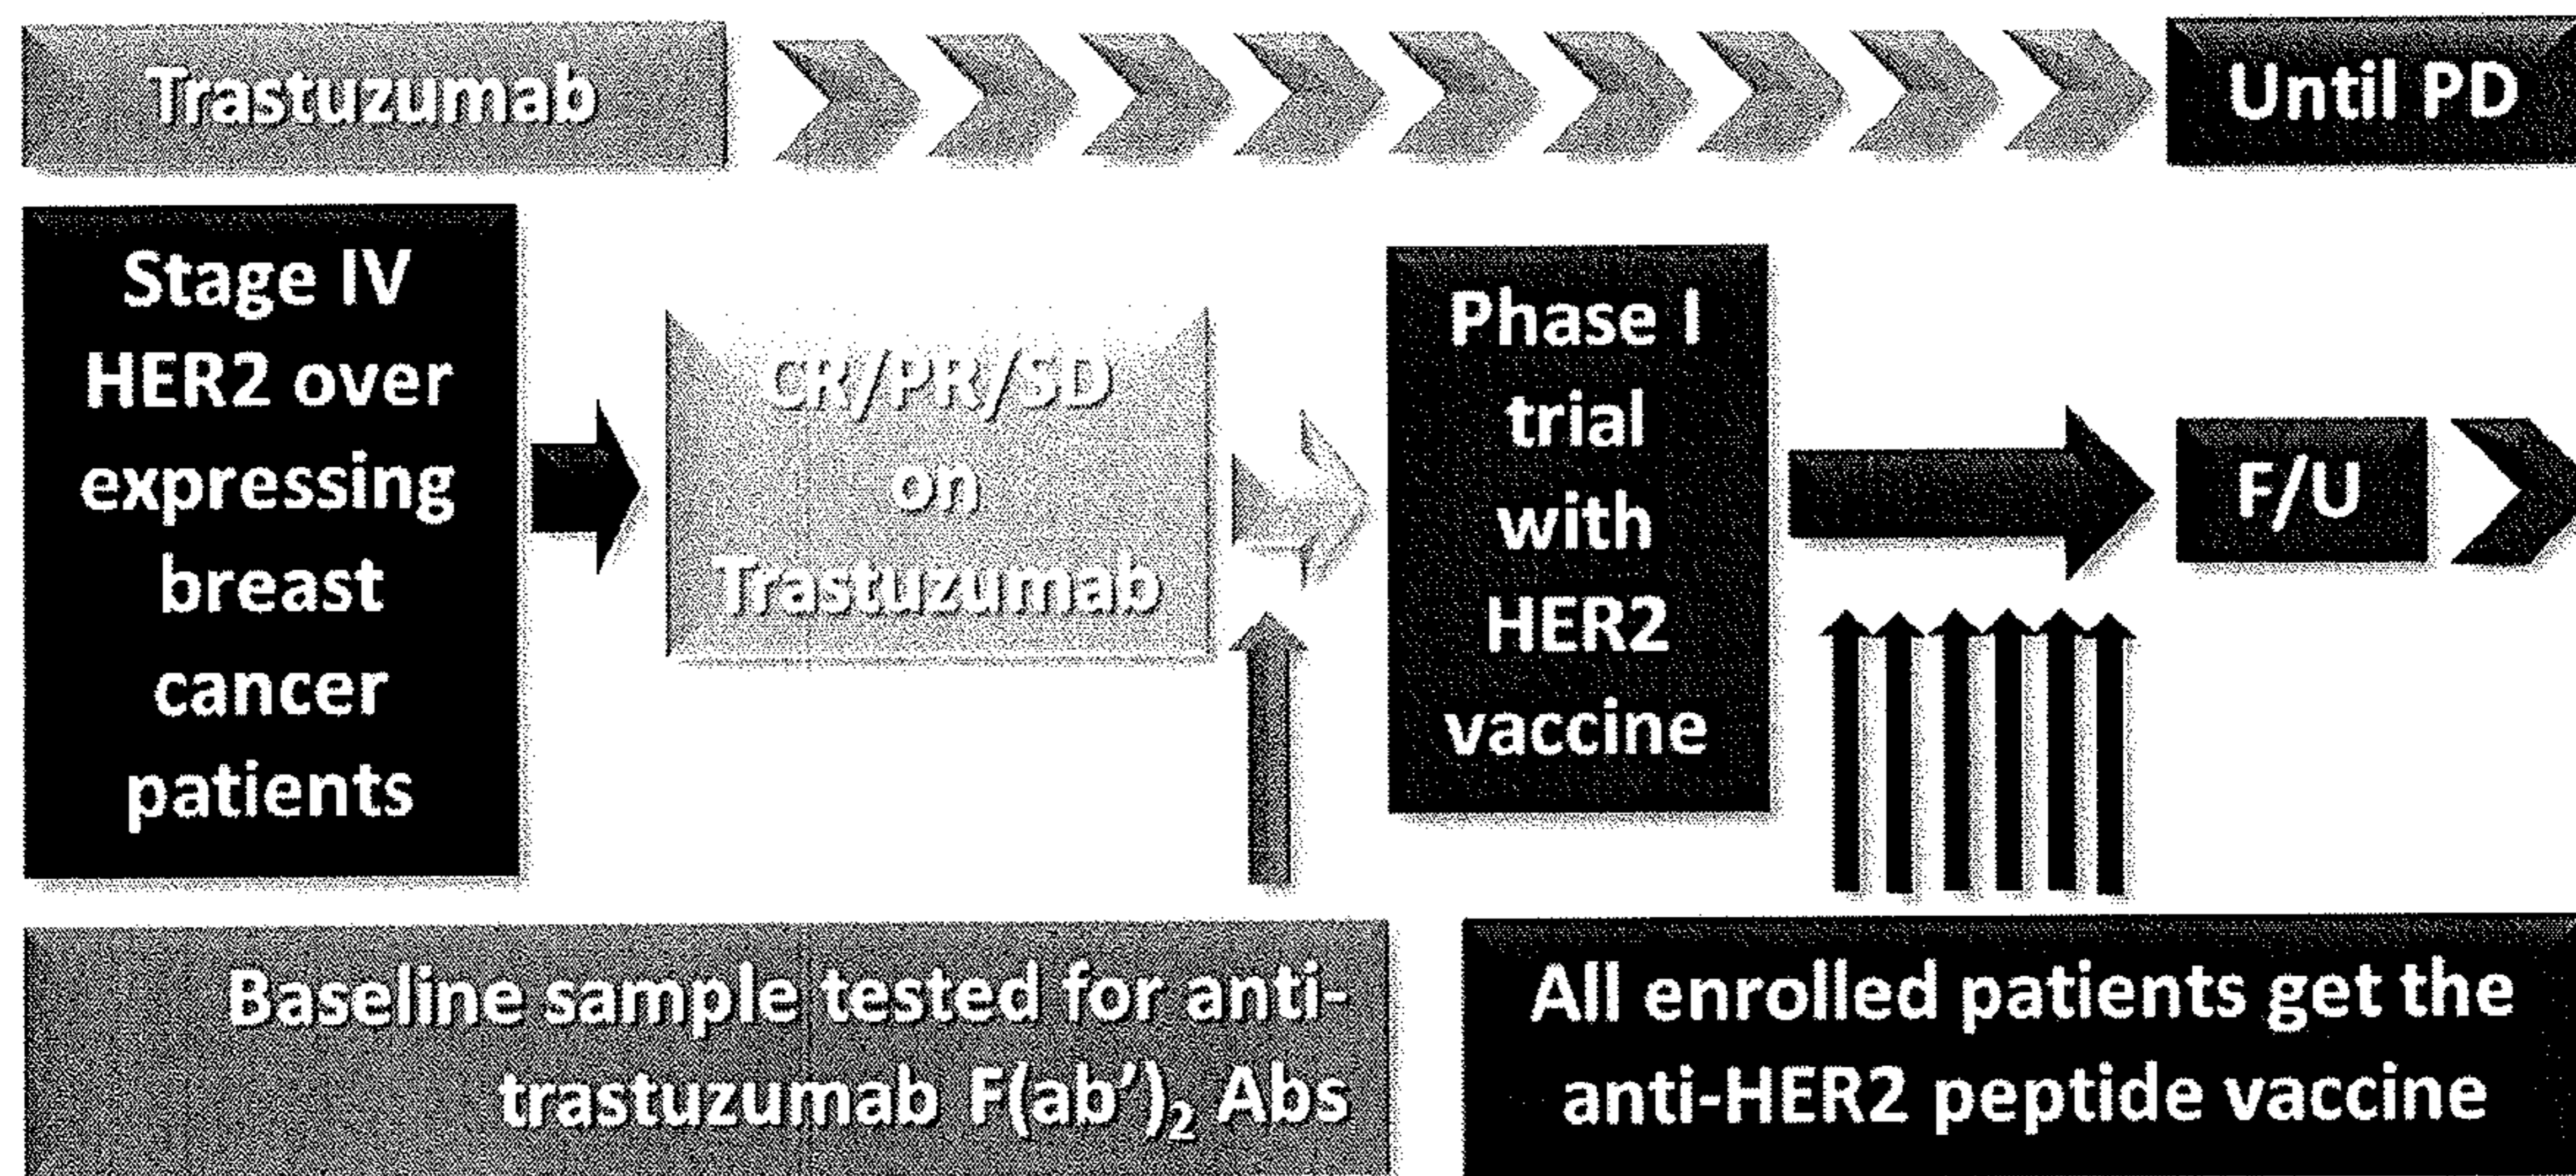 Trastuzumab
Until PD
Stage IV
HER2 over
expressing
breast
cancer
patients
CR/PR/SD
on
Trastuzumab
Phase I
trial
with
HER2
vaccine
F/U
Baseline sample tested for anti-
trastuzumab F(ab’)₂ Abs
All enrolled patients get the
anti-HER2 peptide vaccine